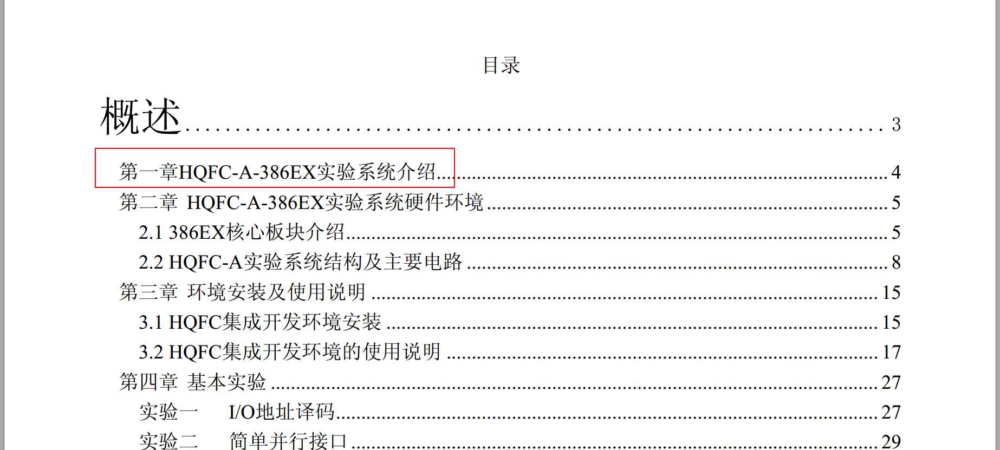 目录
概述........................................................................ 3
第一章HQFC-A-386EX实验系统介绍........................................................................ 4
第二章 HQFC-A-386EX实验系统硬件环境........................................................................ 5
2.1 386EX核心板块介绍........................................................................ 5
2.2 HQFC-A实验系统结构及主要电路........................................................................ 8
第三章 环境安装及使用说明........................................................................ 15
3.1 HQFC集成开发环境安装........................................................................ 15
3.2 HQFC集成开发环境的使用说明........................................................................ 17
第四章 基本实验........................................................................ 27
实验一 I/O地址译码........................................................................ 27
实验二 简单并行接口........................................................................ 29